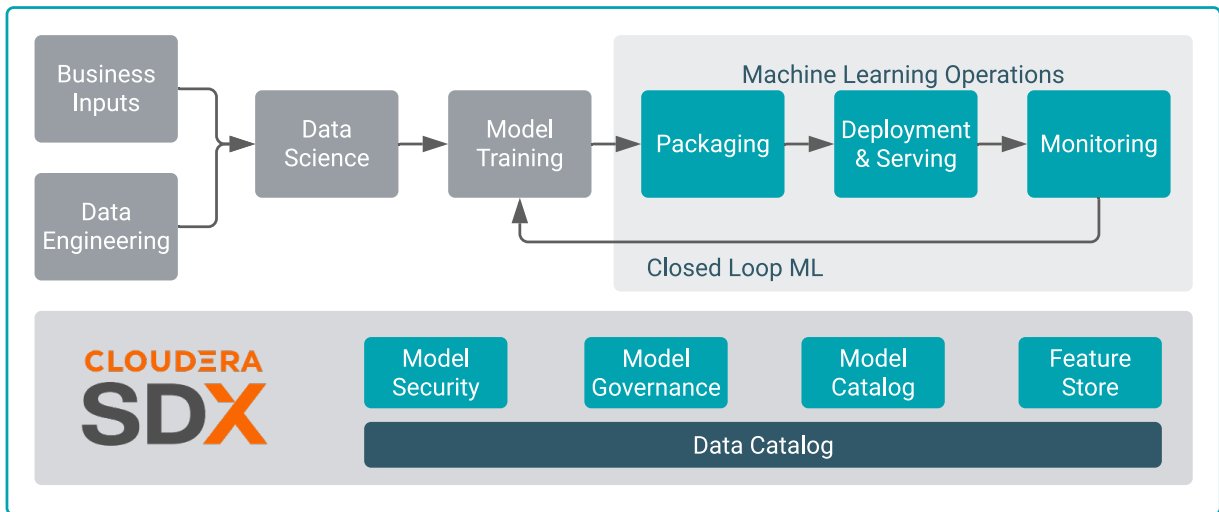 Business
Inputs
Data
Engineering
Data
Science
Model
Training
Machine Learning Operations
Packaging
Deployment
& Serving
Monitoring
Closed Loop ML
CLOUDERA
SDX
Model
Security
Model
Governance
Model
Catalog
Feature
Store
Data Catalog